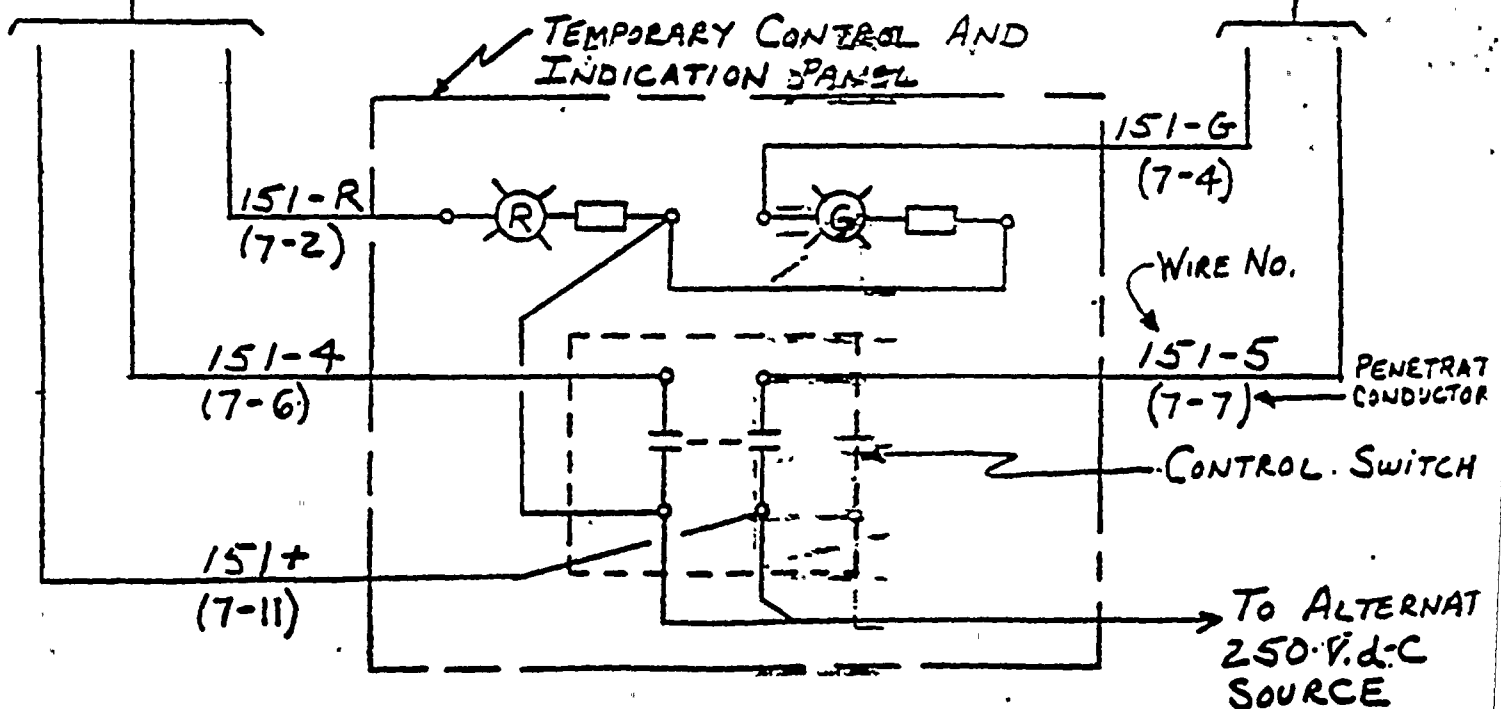 TEMPORARY CONTROL AND
INDICATION PANEL
151-G
(7-4)
151-R
(7-2)
R
G
WIRE NO.
151-4
(7-6)
151-5
(7-7)
PENETRAT
CONDUCTOR
CONTROL. SWITCH
151+
(7-11)
TO ALTERNAT
250.V.d-C
SOURCE